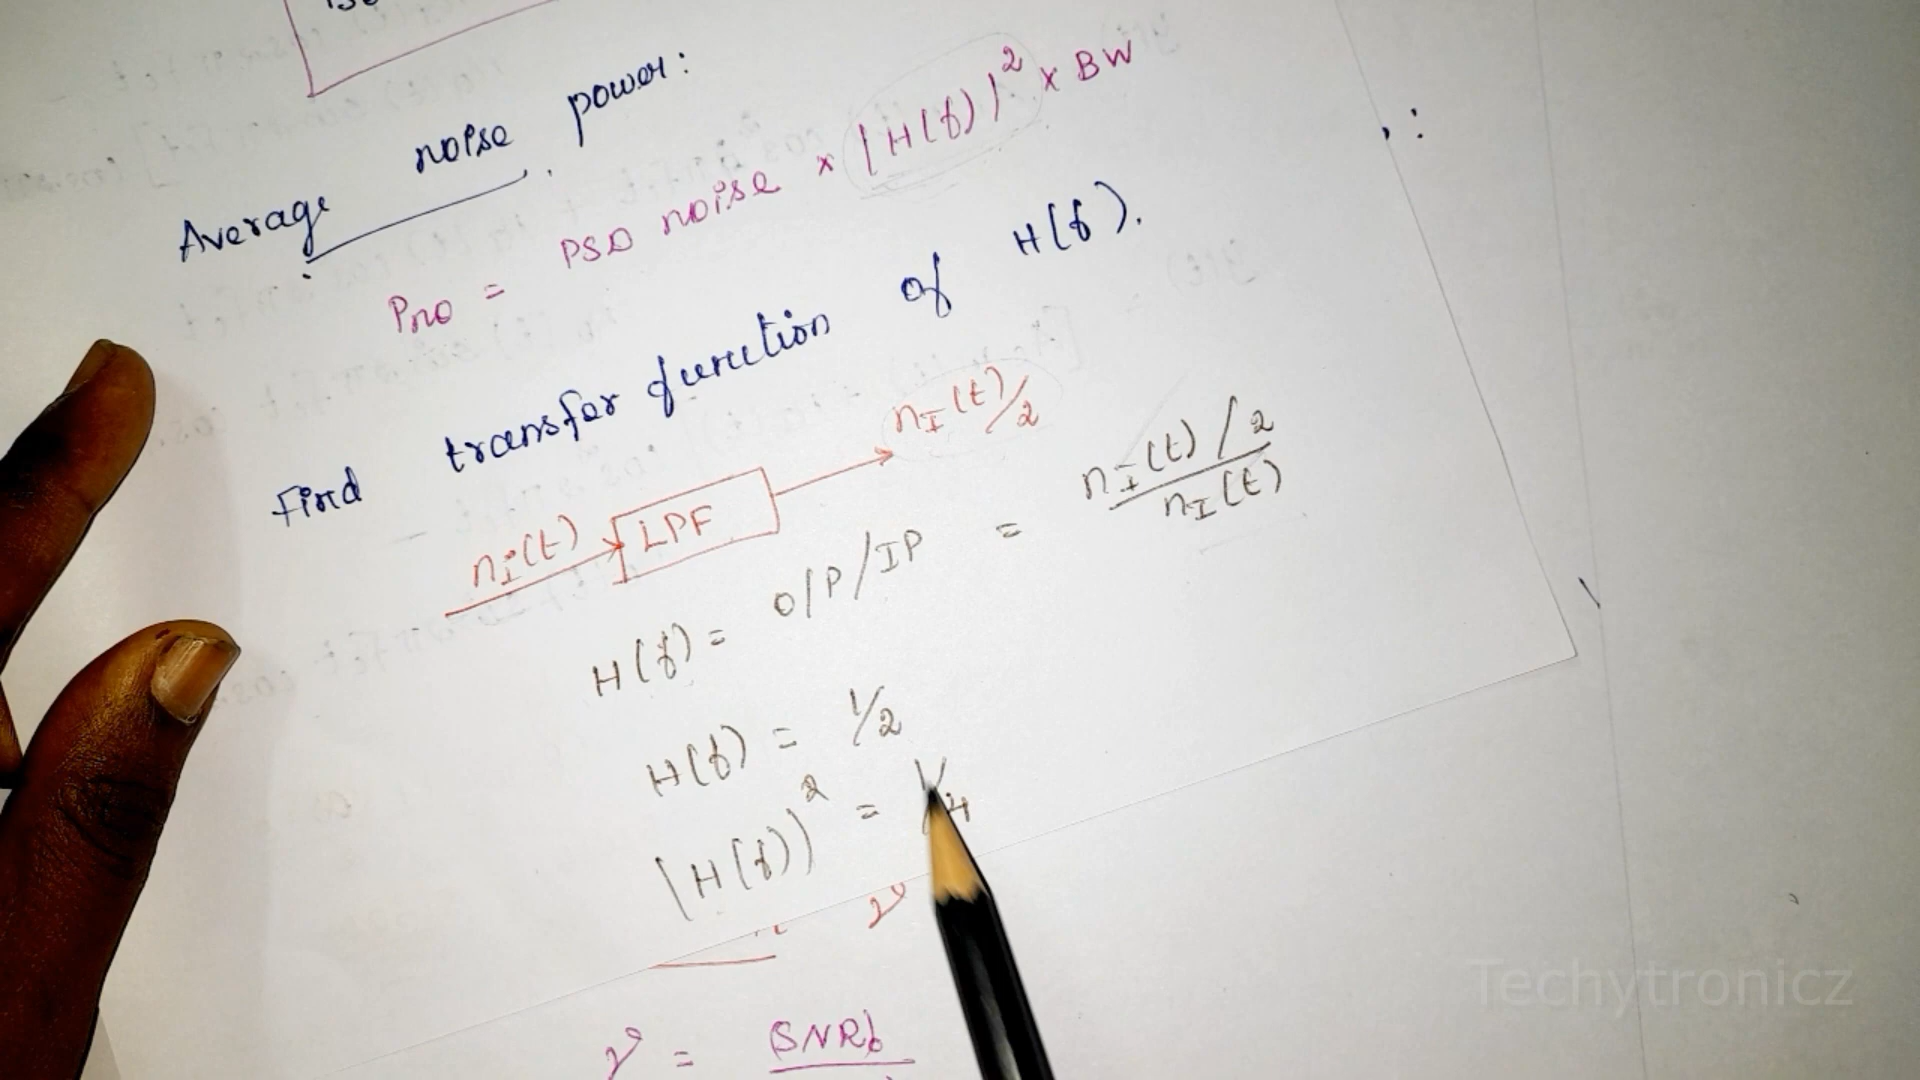 Average noise power:
PNO = PSD noise × |H(f)|² × BW
Find transfer function of H(f).
nI(t) LPF nI(t)/2
H(f) = O/P/IP = nI(t)/2 / nI(t)
H(f) = 1/2
|H(f)|² = 1/4
γ
γ = SNRb
Techytronicz